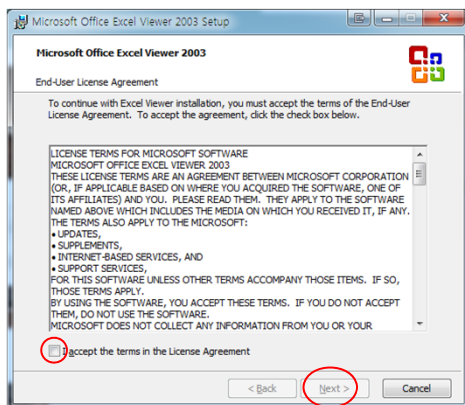 Microsoft Office Excel Viewer 2003 Setup
Microsoft Office Excel Viewer 2003
End-User License Agreement
To continue with Excel Viewer installation, you must accept the terms of the End-User
License Agreement. To accept the agreement, click the check box below.
LICENSE TERMS FOR MICROSOFT SOFTWARE
MICROSOFT OFFICE EXCEL VIEWER 2003
THESE LICENSE TERMS ARE AN AGREEMENT BETWEEN MICROSOFT CORPORATION
(OR, IF APPLICABLE BASED ON WHERE YOU ACQUIRED THE SOFTWARE, ONE OF
ITS AFFILIATES) AND YOU. PLEASE READ THEM. THEY APPLY TO THE SOFTWARE
NAMED ABOVE WHICH INCLUDES THE MEDIA ON WHICH YOU RECEIVED IT, IF ANY.
THE TERMS ALSO APPLY TO THE MICROSOFT:
• UPDATES,
• SUPPLEMENTS,
• INTERNET-BASED SERVICES, AND
• SUPPORT SERVICES,
FOR THIS SOFTWARE UNLESS OTHER TERMS ACCOMPANY THOSE ITEMS. IF SO,
THOSE TERMS APPLY.
BY USING THE SOFTWARE, YOU ACCEPT THESE TERMS. IF YOU DO NOT ACCEPT
THEM, DO NOT USE THE SOFTWARE.
MICROSOFT DOES NOT COLLECT ANY INFORMATION FROM YOU OR YOUR
I accept the terms in the License Agreement
< Back
Next >
Cancel